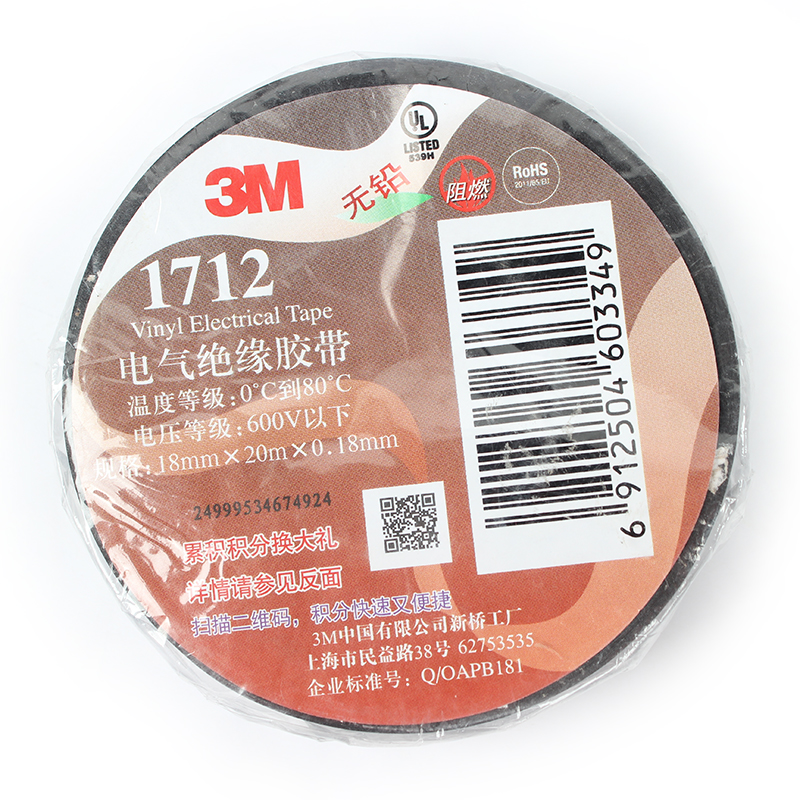 UL
LISTED
539H
3M
无铅
阻燃
RoHS
2011/65/EU
1712
Vinyl Electrical Tape
电气绝缘胶带
温度等级:0°C到80°C
电压等级:600V以下
规格:18mm×20m×0.18mm
24999534674924
累积积分换大礼
详情请参见反面
扫描二维码，积分快速又便捷
3M中国有限公司新桥工厂
上海市民益路38号 62753535
企业标准号：Q/OAPB181
6 912504 603349